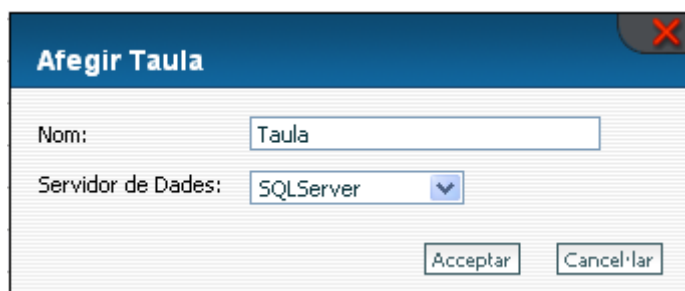 Afegir Taula
Nom: Taula
Servidor de Dades: SQLServer
Acceptar Cancel·lar